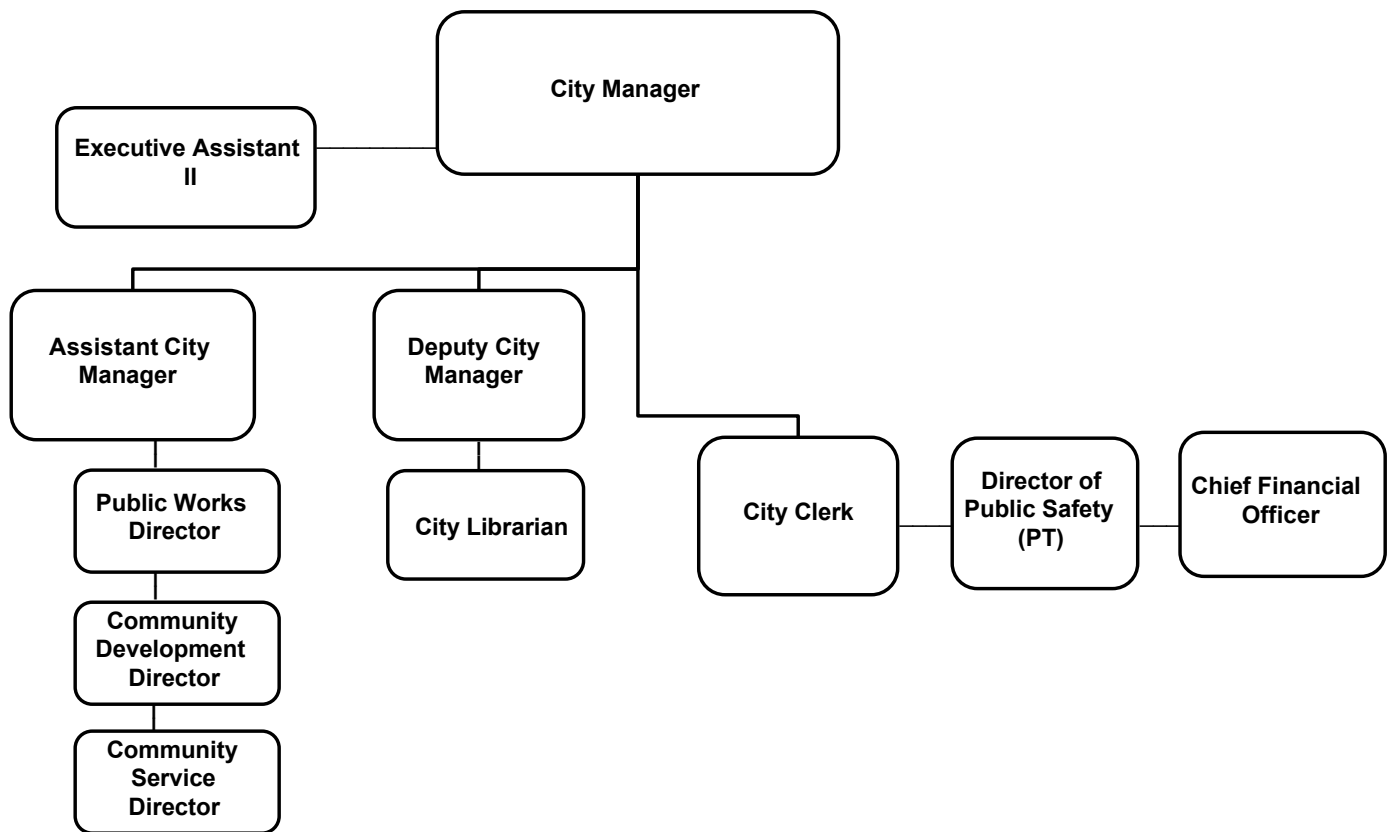 City Manager
Executive Assistant
II
Assistant City
Manager
Deputy City
Manager
Public Works
Director
City Librarian
City Clerk
Director of
Public Safety
(PT)
Chief Financial
Officer
Community
Development
Director
Community
Service
Director